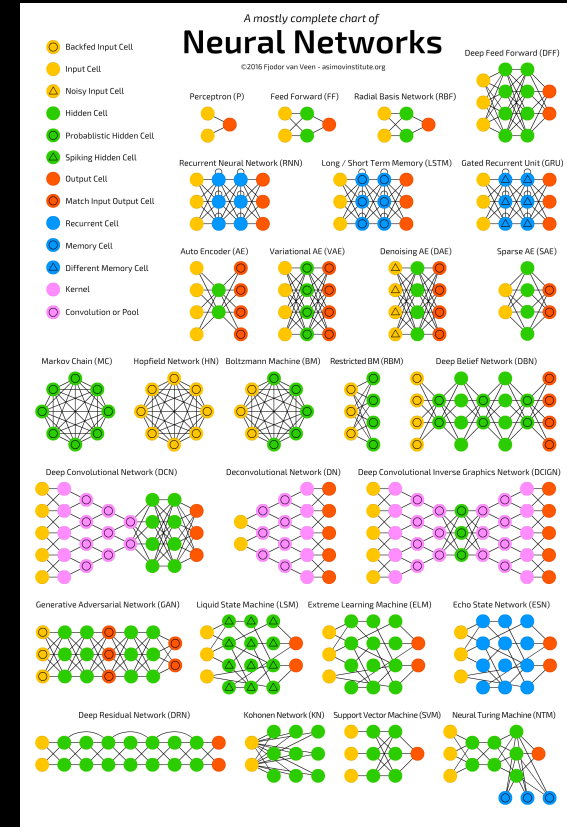 A mostly complete chart of
Neural Networks
©2016 Fjodor van Veen - asimovinstitute.org
Backfed Input Cell
Input Cell
Noisy Input Cell
Hidden Cell
Probablistic Hidden Cell
Spiking Hidden Cell
Output Cell
Match Input Output Cell
Recurrent Cell
Memory Cell
Different Memory Cell
Kernel
Convolution or Pool
Deep Feed Forward (DFF)
Perceptron (P)
Feed Forward (FF)
Radial Basis Network (RBF)
Recurrent Neural Network (RNN)
Long / Short Term Memory (LSTM)
Gated Recurrent Unit (GRU)
Auto Encoder (AE)
Variational AE (VAE)
Denoising AE (DAE)
Sparse AE (SAE)
Markov Chain (MC)
Hopfield Network (HN)
Boltzmann Machine (BM)
Restricted BM (RBM)
Deep Belief Network (DBN)
Deep Convolutional Network (DCN)
Deconvolutional Network (DN)
Deep Convolutional Inverse Graphics Network (DCIGN)
Generative Adversarial Network (GAN)
Liquid State Machine (LSM)
Extreme Learning Machine (ELM)
Echo State Network (ESN)
Deep Residual Network (DRN)
Kohonen Network (KN)
Support Vector Machine (SVM)
Neural Turing Machine (NTM)